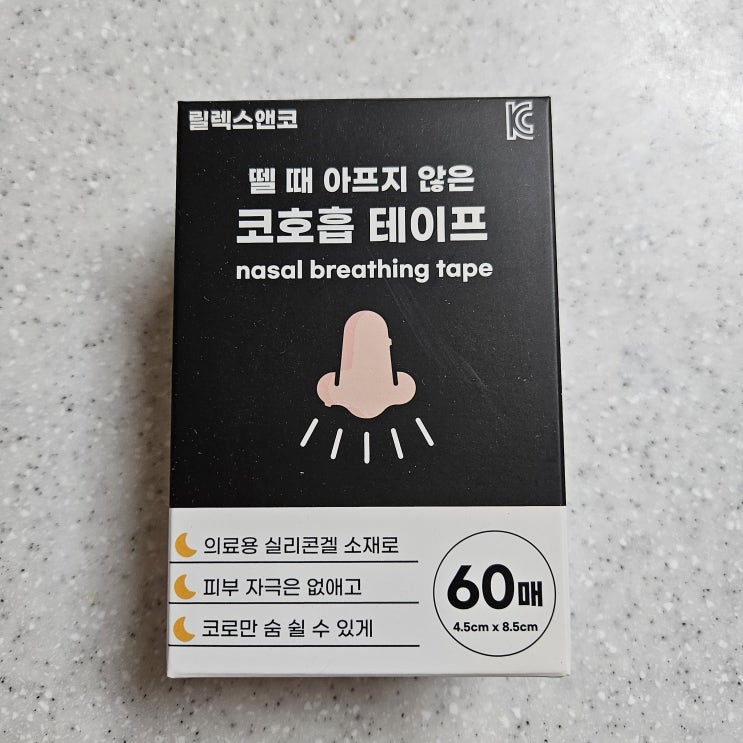 릴렉스앤코
KC
뗄 때 아프지 않은
코호흡 테이프
nasal breathing tape
의료용 실리콘겔 소재로
피부 자극은 없애고
코로만 숨 쉴 수 있게
60매
4.5cm x 8.5cm